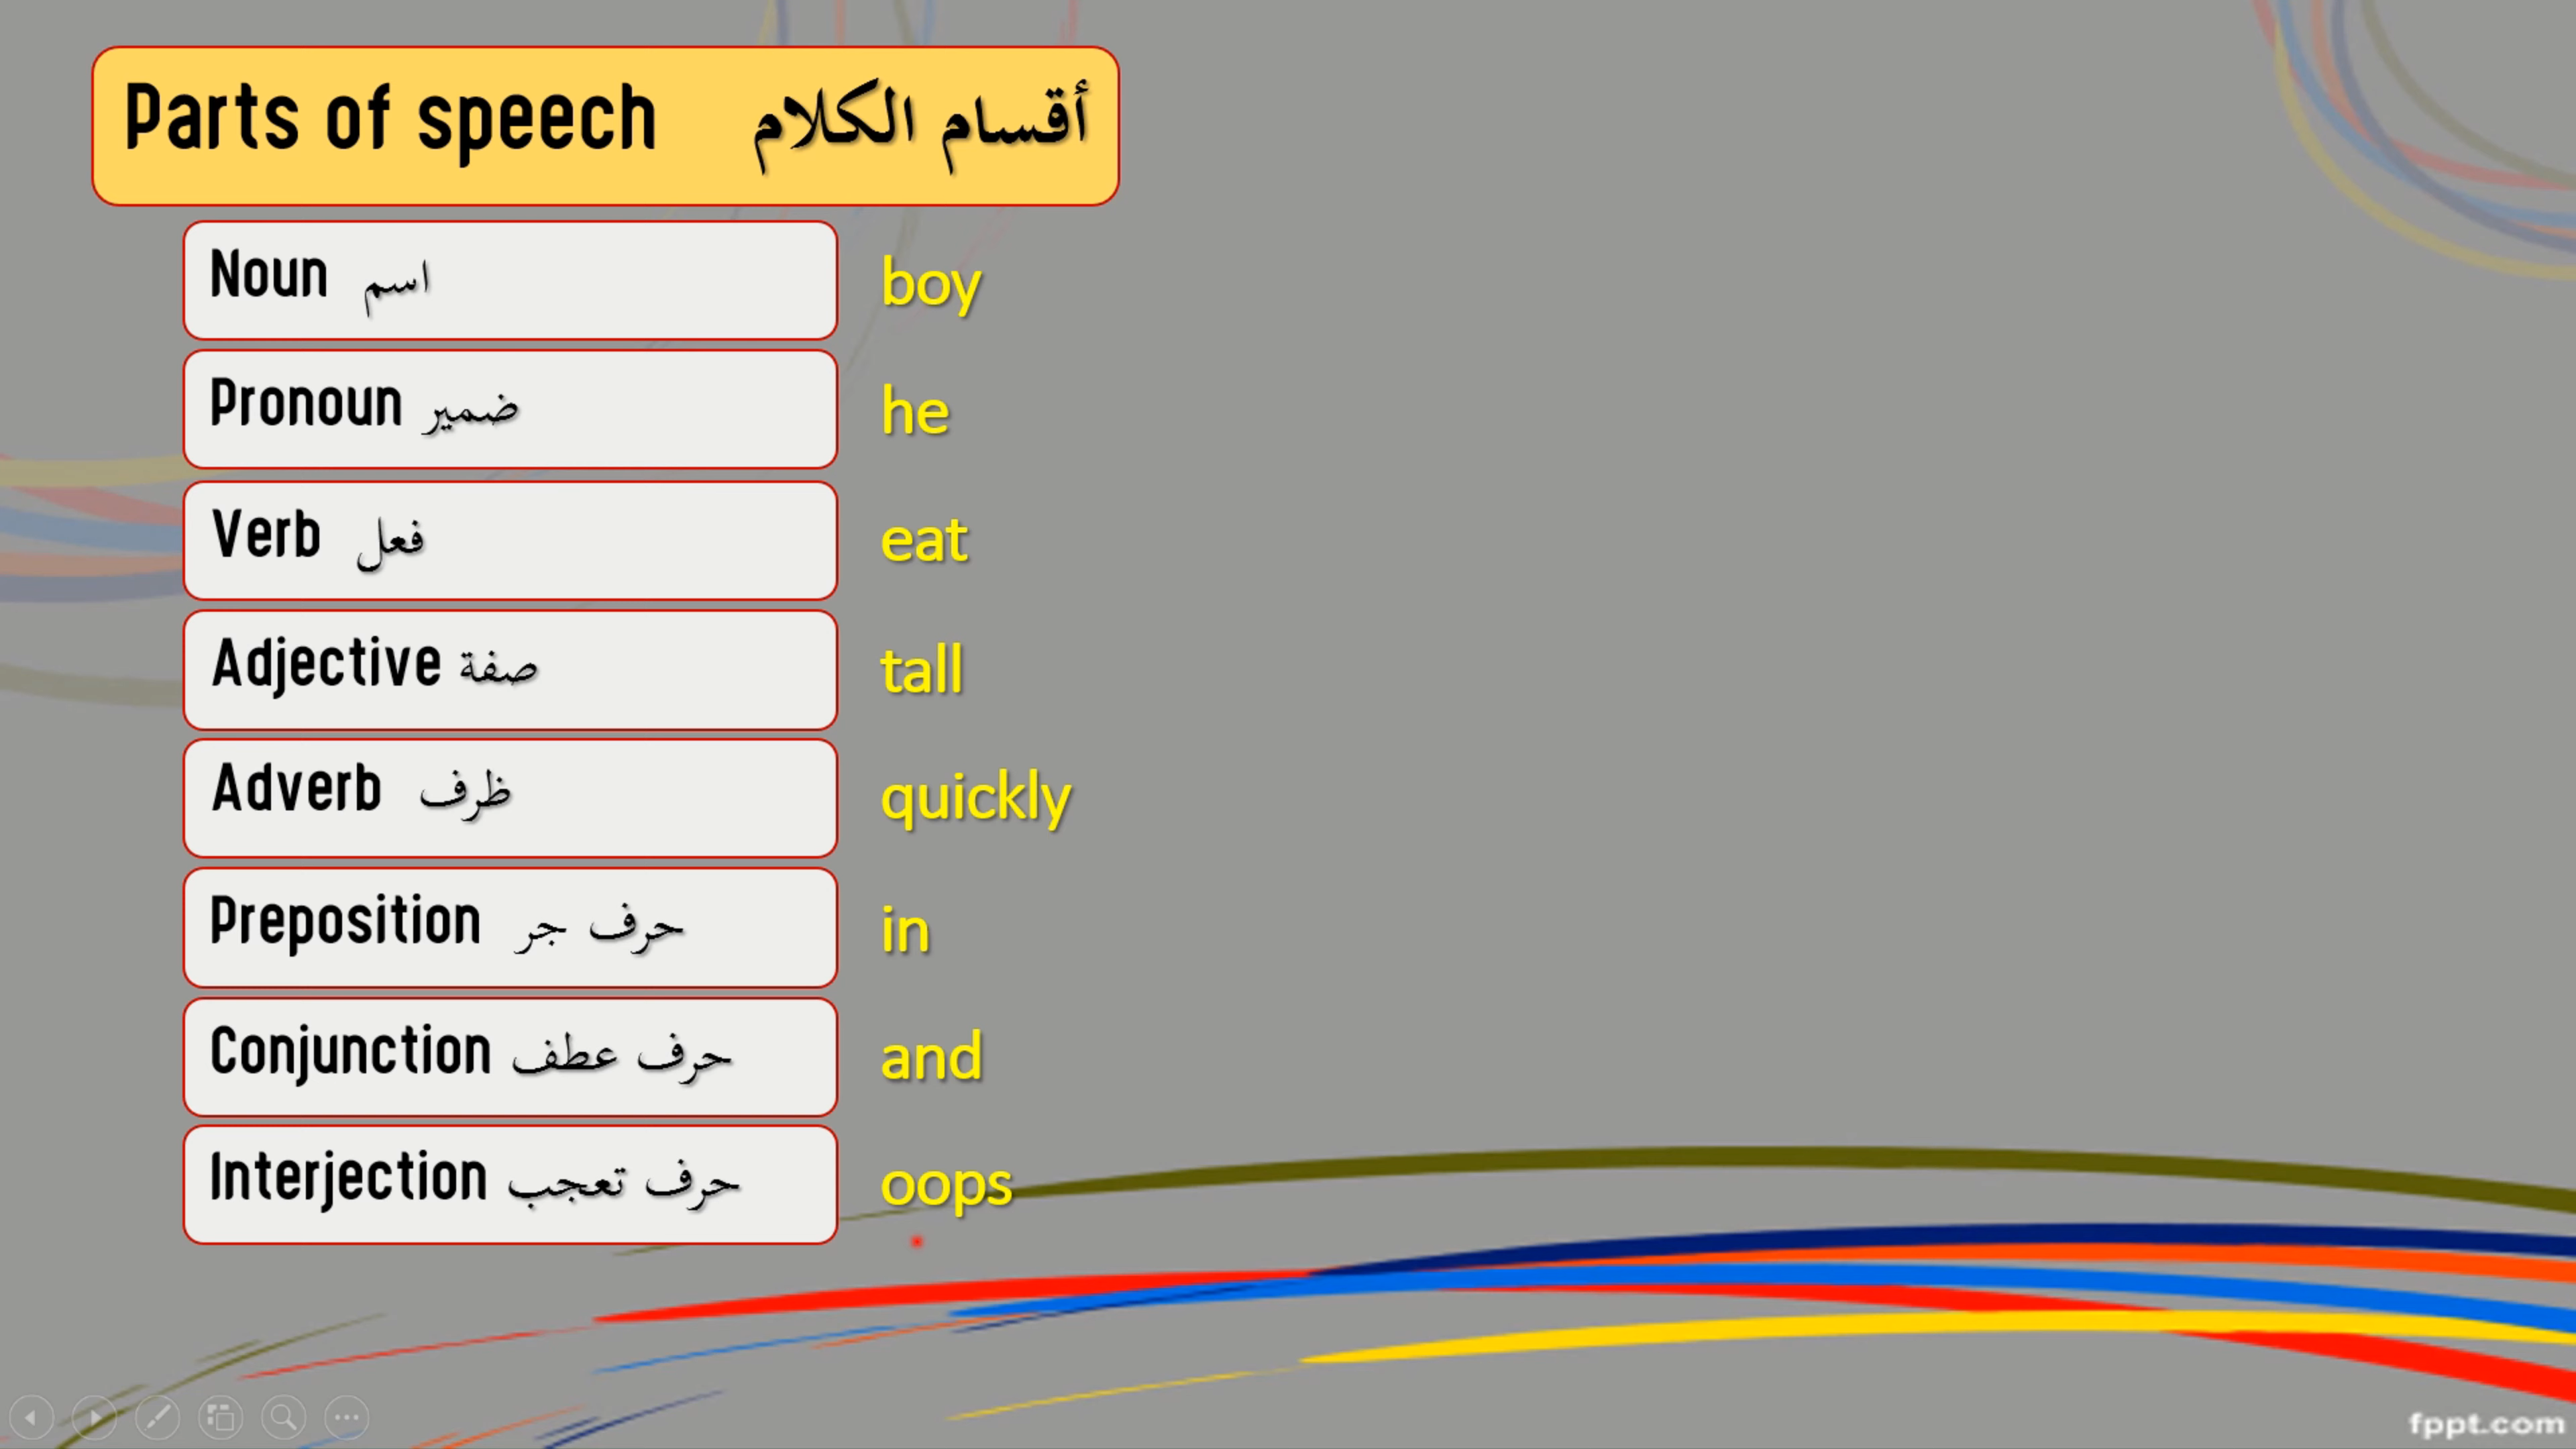 Parts of speech أقسام الكلام
Noun اسم boy
Pronoun ضمير he
Verb فعل eat
Adjective صفة tall
Adverb ظرف quickly
Preposition حرف جر in
Conjunction حرف عطف and
Interjection حرف تعجب oops
fppt.com